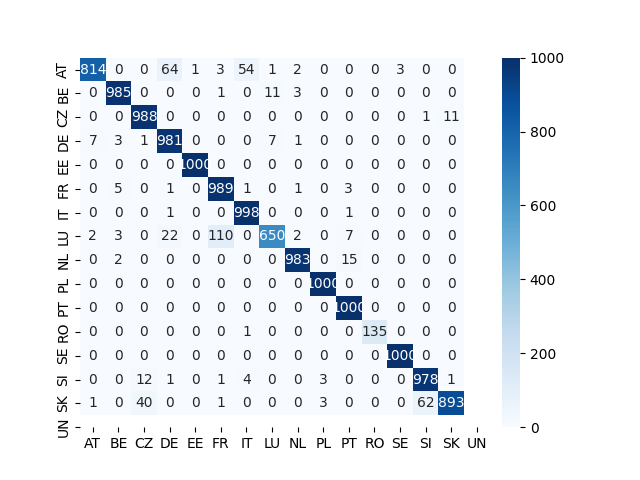 AT 814 0 0 64 1 3 54 1 2 0 0 0 3 0 0
BE 0 985 0 0 0 1 0 11 3 0 0 0 0 0 0
CZ 0 0 988 0 0 0 0 0 0 0 0 0 0 1 11
DE 7 3 1 981 0 0 0 7 1 0 0 0 0 0 0
EE 0 0 0 0 1000 0 0 0 0 0 0 0 0 0 0
FR 0 5 0 1 0 989 1 0 1 0 3 0 0 0 0
IT 0 0 0 1 0 0 998 0 0 0 1 0 0 0 0
LU 2 3 0 22 0 110 0 650 2 0 7 0 0 0 0
NL 0 2 0 0 0 0 0 0 983 0 15 0 0 0 0
PL 0 0 0 0 0 0 0 0 0 1000 0 0 0 0 0
PT 0 0 0 0 0 0 0 0 0 0 1000 0 0 0 0
RO 0 0 0 0 0 0 1 0 0 0 0 135 0 0 0
SE 0 0 0 0 0 0 0 0 0 0 0 0 1000 0 0
SI 0 0 12 1 0 1 4 0 0 3 0 0 0 978 1
SK 1 0 40 0 0 1 0 0 0 3 0 0 0 62 893
UN
AT BE CZ DE EE FR IT LU NL PL PT RO SE SI SK UN
1000
800
600
400
200
0